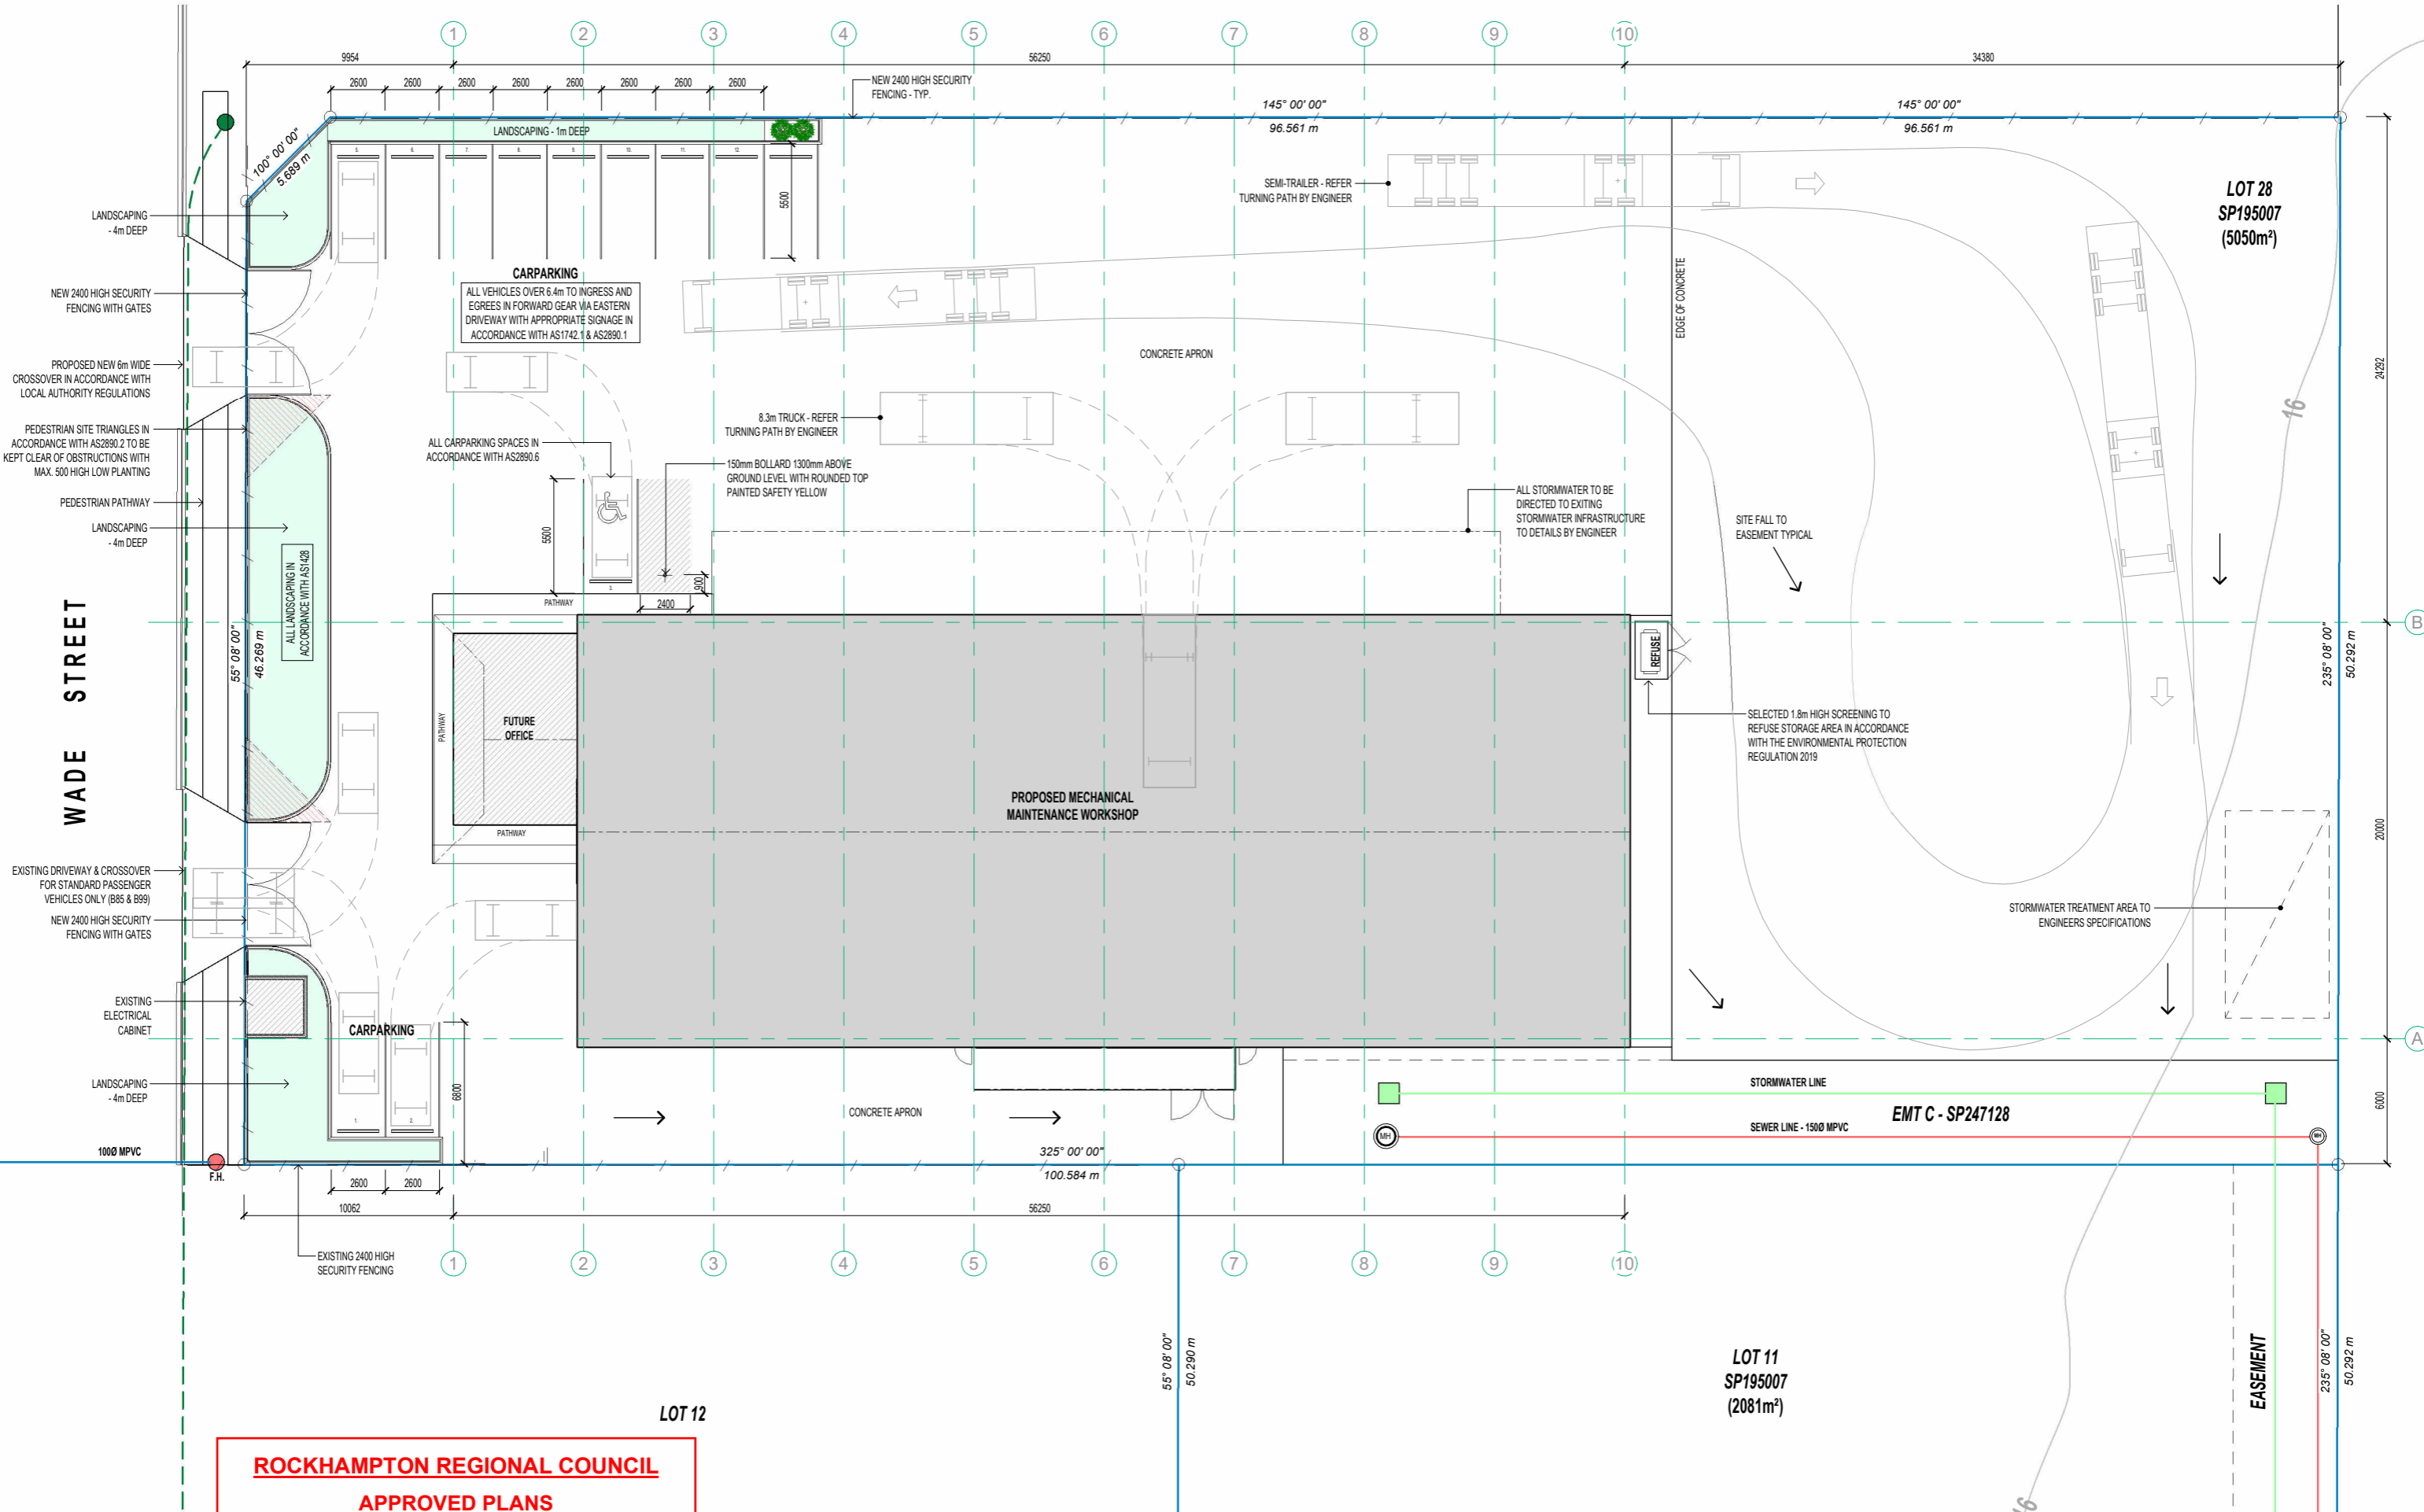 1
2
3
4
5
6
7
8
9
10
9954
56250
34380
2600
2600
2600
2600
2600
2600
2600
2600
NEW 2400 HIGH SECURITY
FENCING - TYP.
145° 00' 00"
96.561 m
145° 00' 00"
96.561 m
LANDSCAPING - 1m DEEP
100° 00' 00"
5.689 m
5.
6.
7.
8.
9.
10.
11.
12.
5500
SEMI-TRAILER - REFER
TURNING PATH BY ENGINEER
LOT 28
SP195007
(5050m²)
LANDSCAPING
- 4m DEEP
CARPARKING
ALL VEHICLES OVER 6.4m TO INGRESS AND
EGREES IN FORWARD GEAR VIA EASTERN
DRIVEWAY WITH APPROPRIATE SIGNAGE IN
ACCORDANCE WITH AS1742.1 & AS2890.1
NEW 2400 HIGH SECURITY
FENCING WITH GATES
EDGE OF CONCRETE
CONCRETE APRON
24292
PROPOSED NEW 6m WIDE
CROSSOVER IN ACCORDANCE WITH
LOCAL AUTHORITY REGULATIONS
16
8.3m TRUCK - REFER
TURNING PATH BY ENGINEER
PEDESTRIAN SITE TRIANGLES IN
ACCORDANCE WITH AS2890.2 TO BE
KEPT CLEAR OF OBSTRUCTIONS WITH
MAX. 500 HIGH LOW PLANTING
ALL CARPARKING SPACES IN
ACCORDANCE WITH AS2890.6
150mm BOLLARD 1300mm ABOVE
GROUND LEVEL WITH ROUNDED TOP
PAINTED SAFETY YELLOW
PEDESTRIAN PATHWAY
ALL STORMWATER TO BE
DIRECTED TO EXITING
STORMWATER INFRASTRUCTURE
TO DETAILS BY ENGINEER
SITE FALL TO
EASEMENT TYPICAL
LANDSCAPING
- 4m DEEP
5500
900
3.
2400
PATHWAY
ALL LANDSCAPING IN
ACCORDANCE WITH AS1428
WADE STREET
55° 08' 00"
46.269 m
B
REFUSE
235° 08' 00"
50.292 m
PATHWAY
FUTURE
OFFICE
SELECTED 1.8m HIGH SCREENING TO
REFUSE STORAGE AREA IN ACCORDANCE
WITH THE ENVIRONMENTAL PROTECTION
REGULATION 2019
PROPOSED MECHANICAL
MAINTENANCE WORKSHOP
PATHWAY
20000
EXISTING DRIVEWAY & CROSSOVER
FOR STANDARD PASSENGER
VEHICLES ONLY (B85 & B99)
NEW 2400 HIGH SECURITY
FENCING WITH GATES
STORMWATER TREATMENT AREA TO
ENGINEERS SPECIFICATIONS
EXISTING
ELECTRICAL
CABINET
CARPARKING
A
LANDSCAPING
- 4m DEEP
6800
1.
2.
CONCRETE APRON
STORMWATER LINE
EMT C - SP247128
SEWER LINE - 150Ø MPVC
MH
MH
6000
100Ø MPVC
F.H.
325° 00' 00"
100.584 m
2600
2600
10062
56250
EXISTING 2400 HIGH
SECURITY FENCING
1
2
3
4
5
6
7
8
9
10
55° 08' 00"
50.290 m
LOT 11
SP195007
(2081m²)
EASEMENT
235° 08' 00"
50.292 m
LOT 12
16
ROCKHAMPTON REGIONAL COUNCIL
APPROVED PLANS